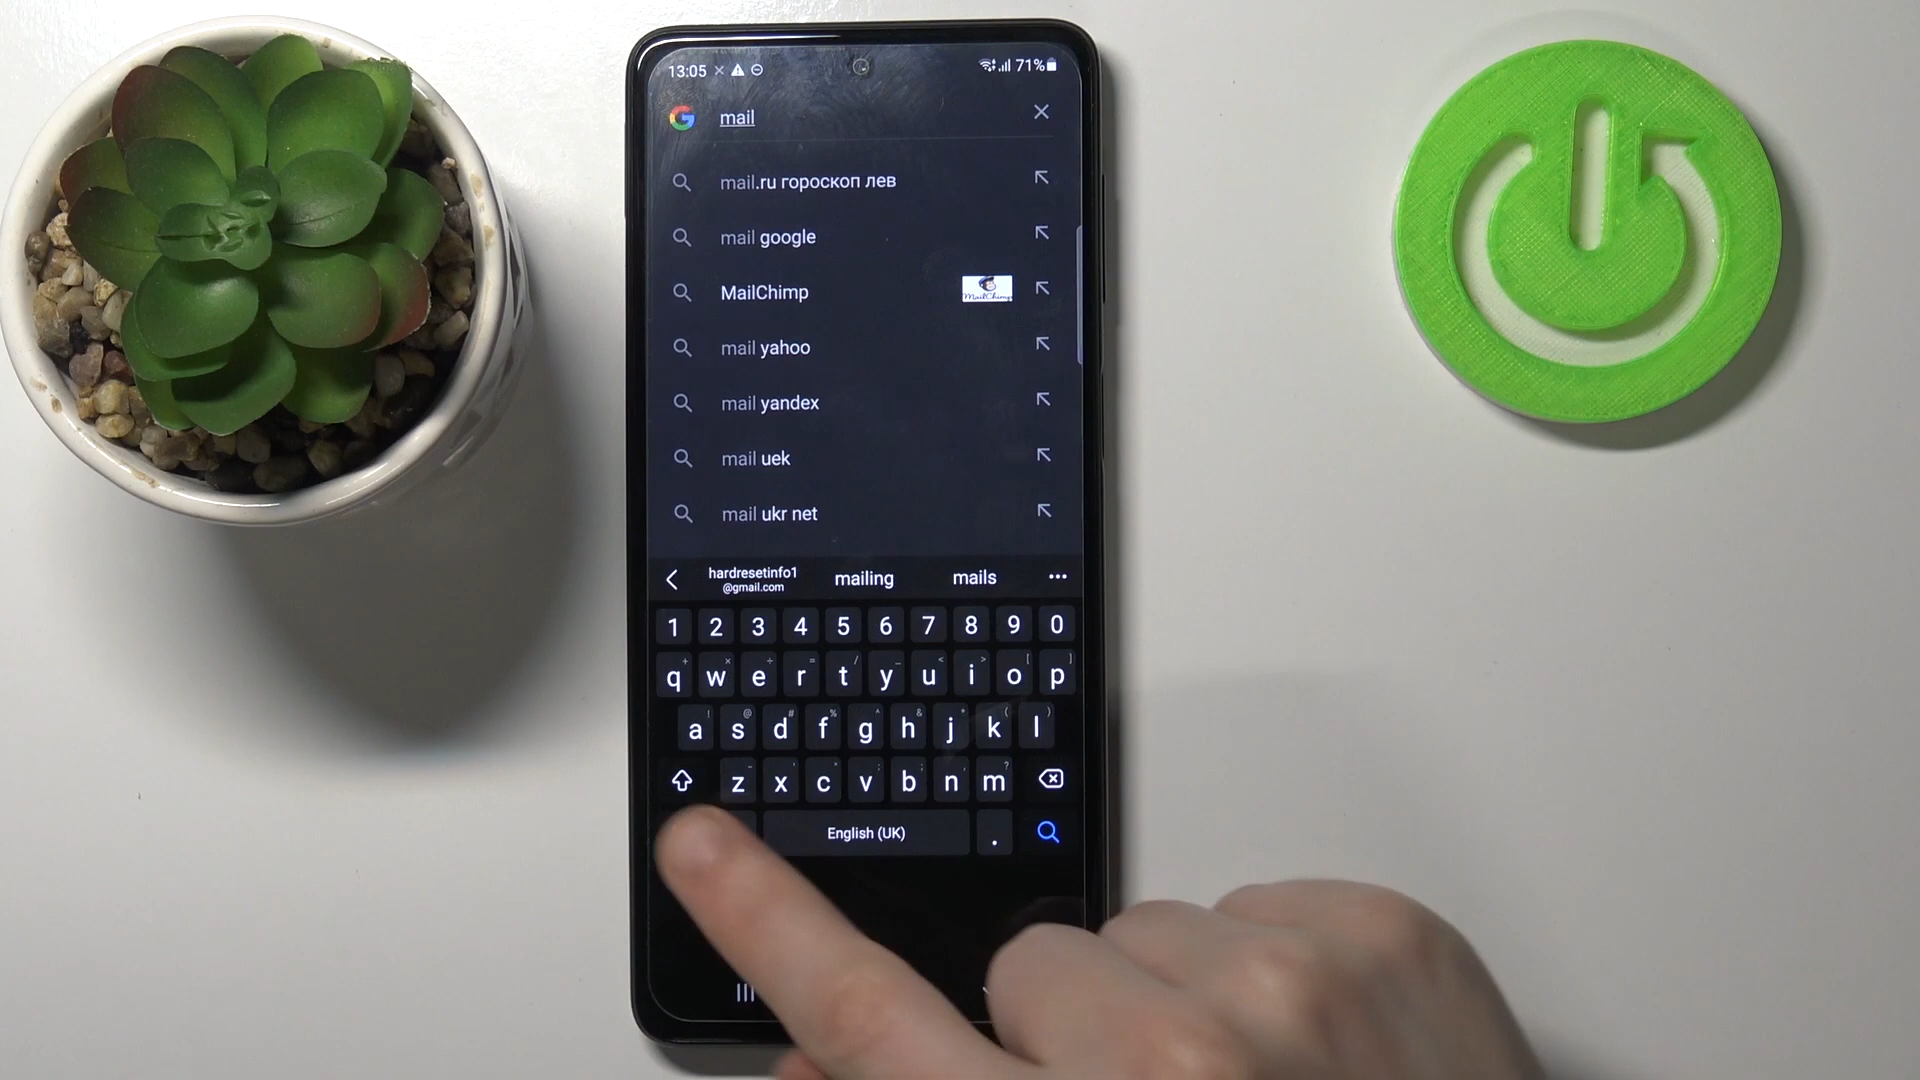 13:05
71%
mail
mail.ru гороскоп лев
mail google
MailChimp
MailChimp
mail yahoo
mail yandex
mail uek
mail ukr net
hardresetinfo1
@gmail.com
mailing
mails
1 2 3 4 5 6 7 8 9 0
q w e r t y u i o p
a s d f g h j k l
z x c v b n m
English (UK) .